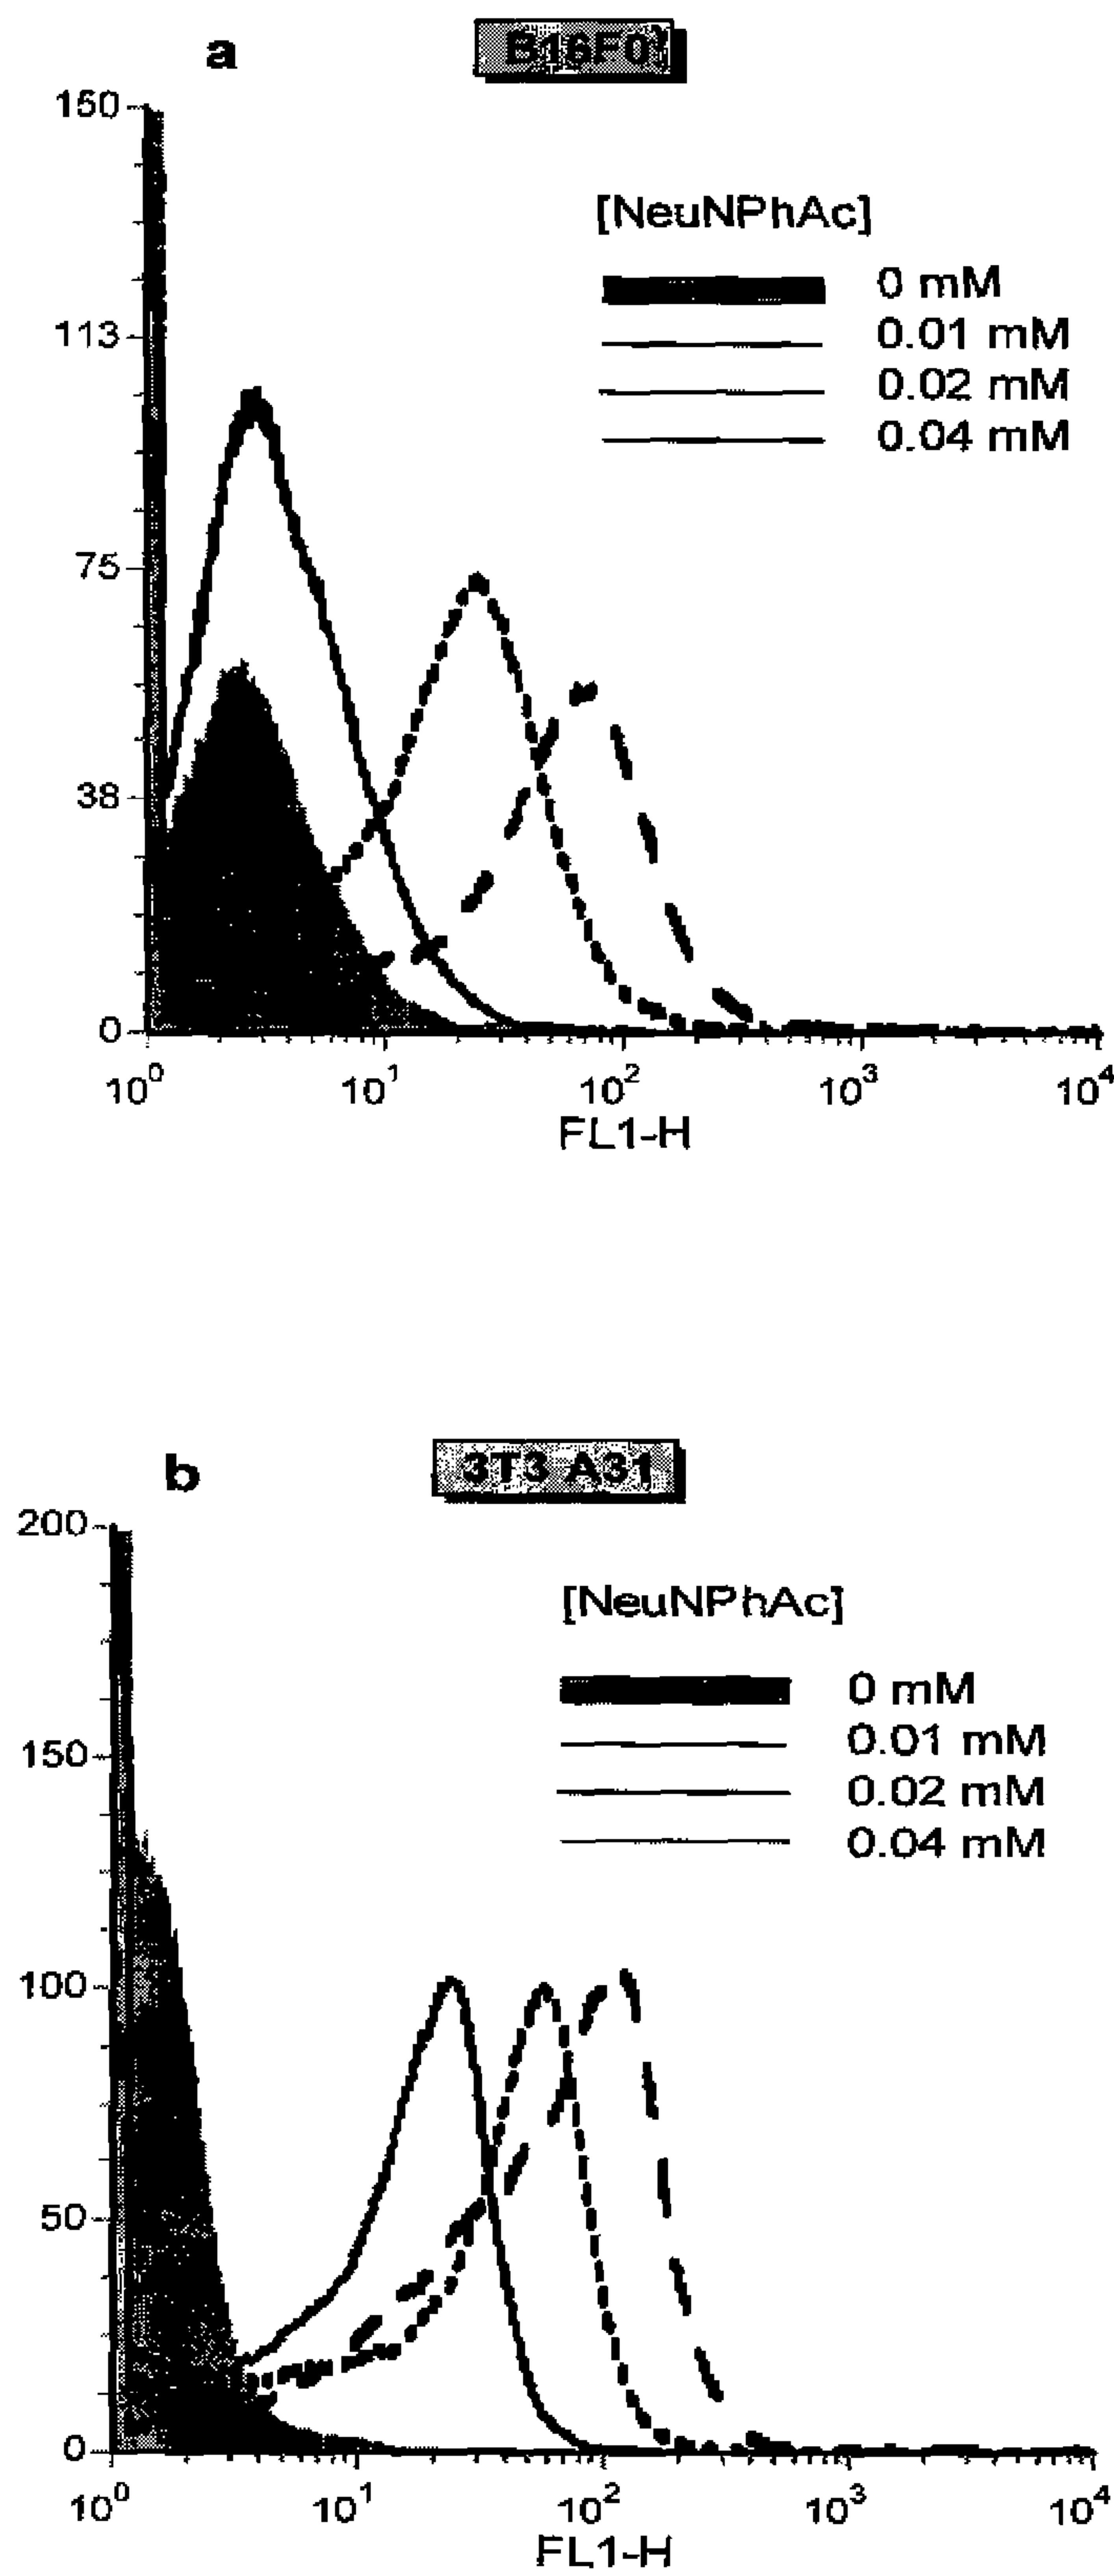 a
B16F0
150
[NeuNPhAc]
0 mM
113
0.01 mM
0.02 mM
0.04 mM
75
38
0
10⁰ 10¹ 10² 10³ 10⁴
FL1-H
b
3T3 A31
200
[NeuNPhAc]
0 mM
150
0.01 mM
0.02 mM
0.04 mM
100
50
0
10⁰ 10¹ 10² 10³ 10⁴
FL1-H